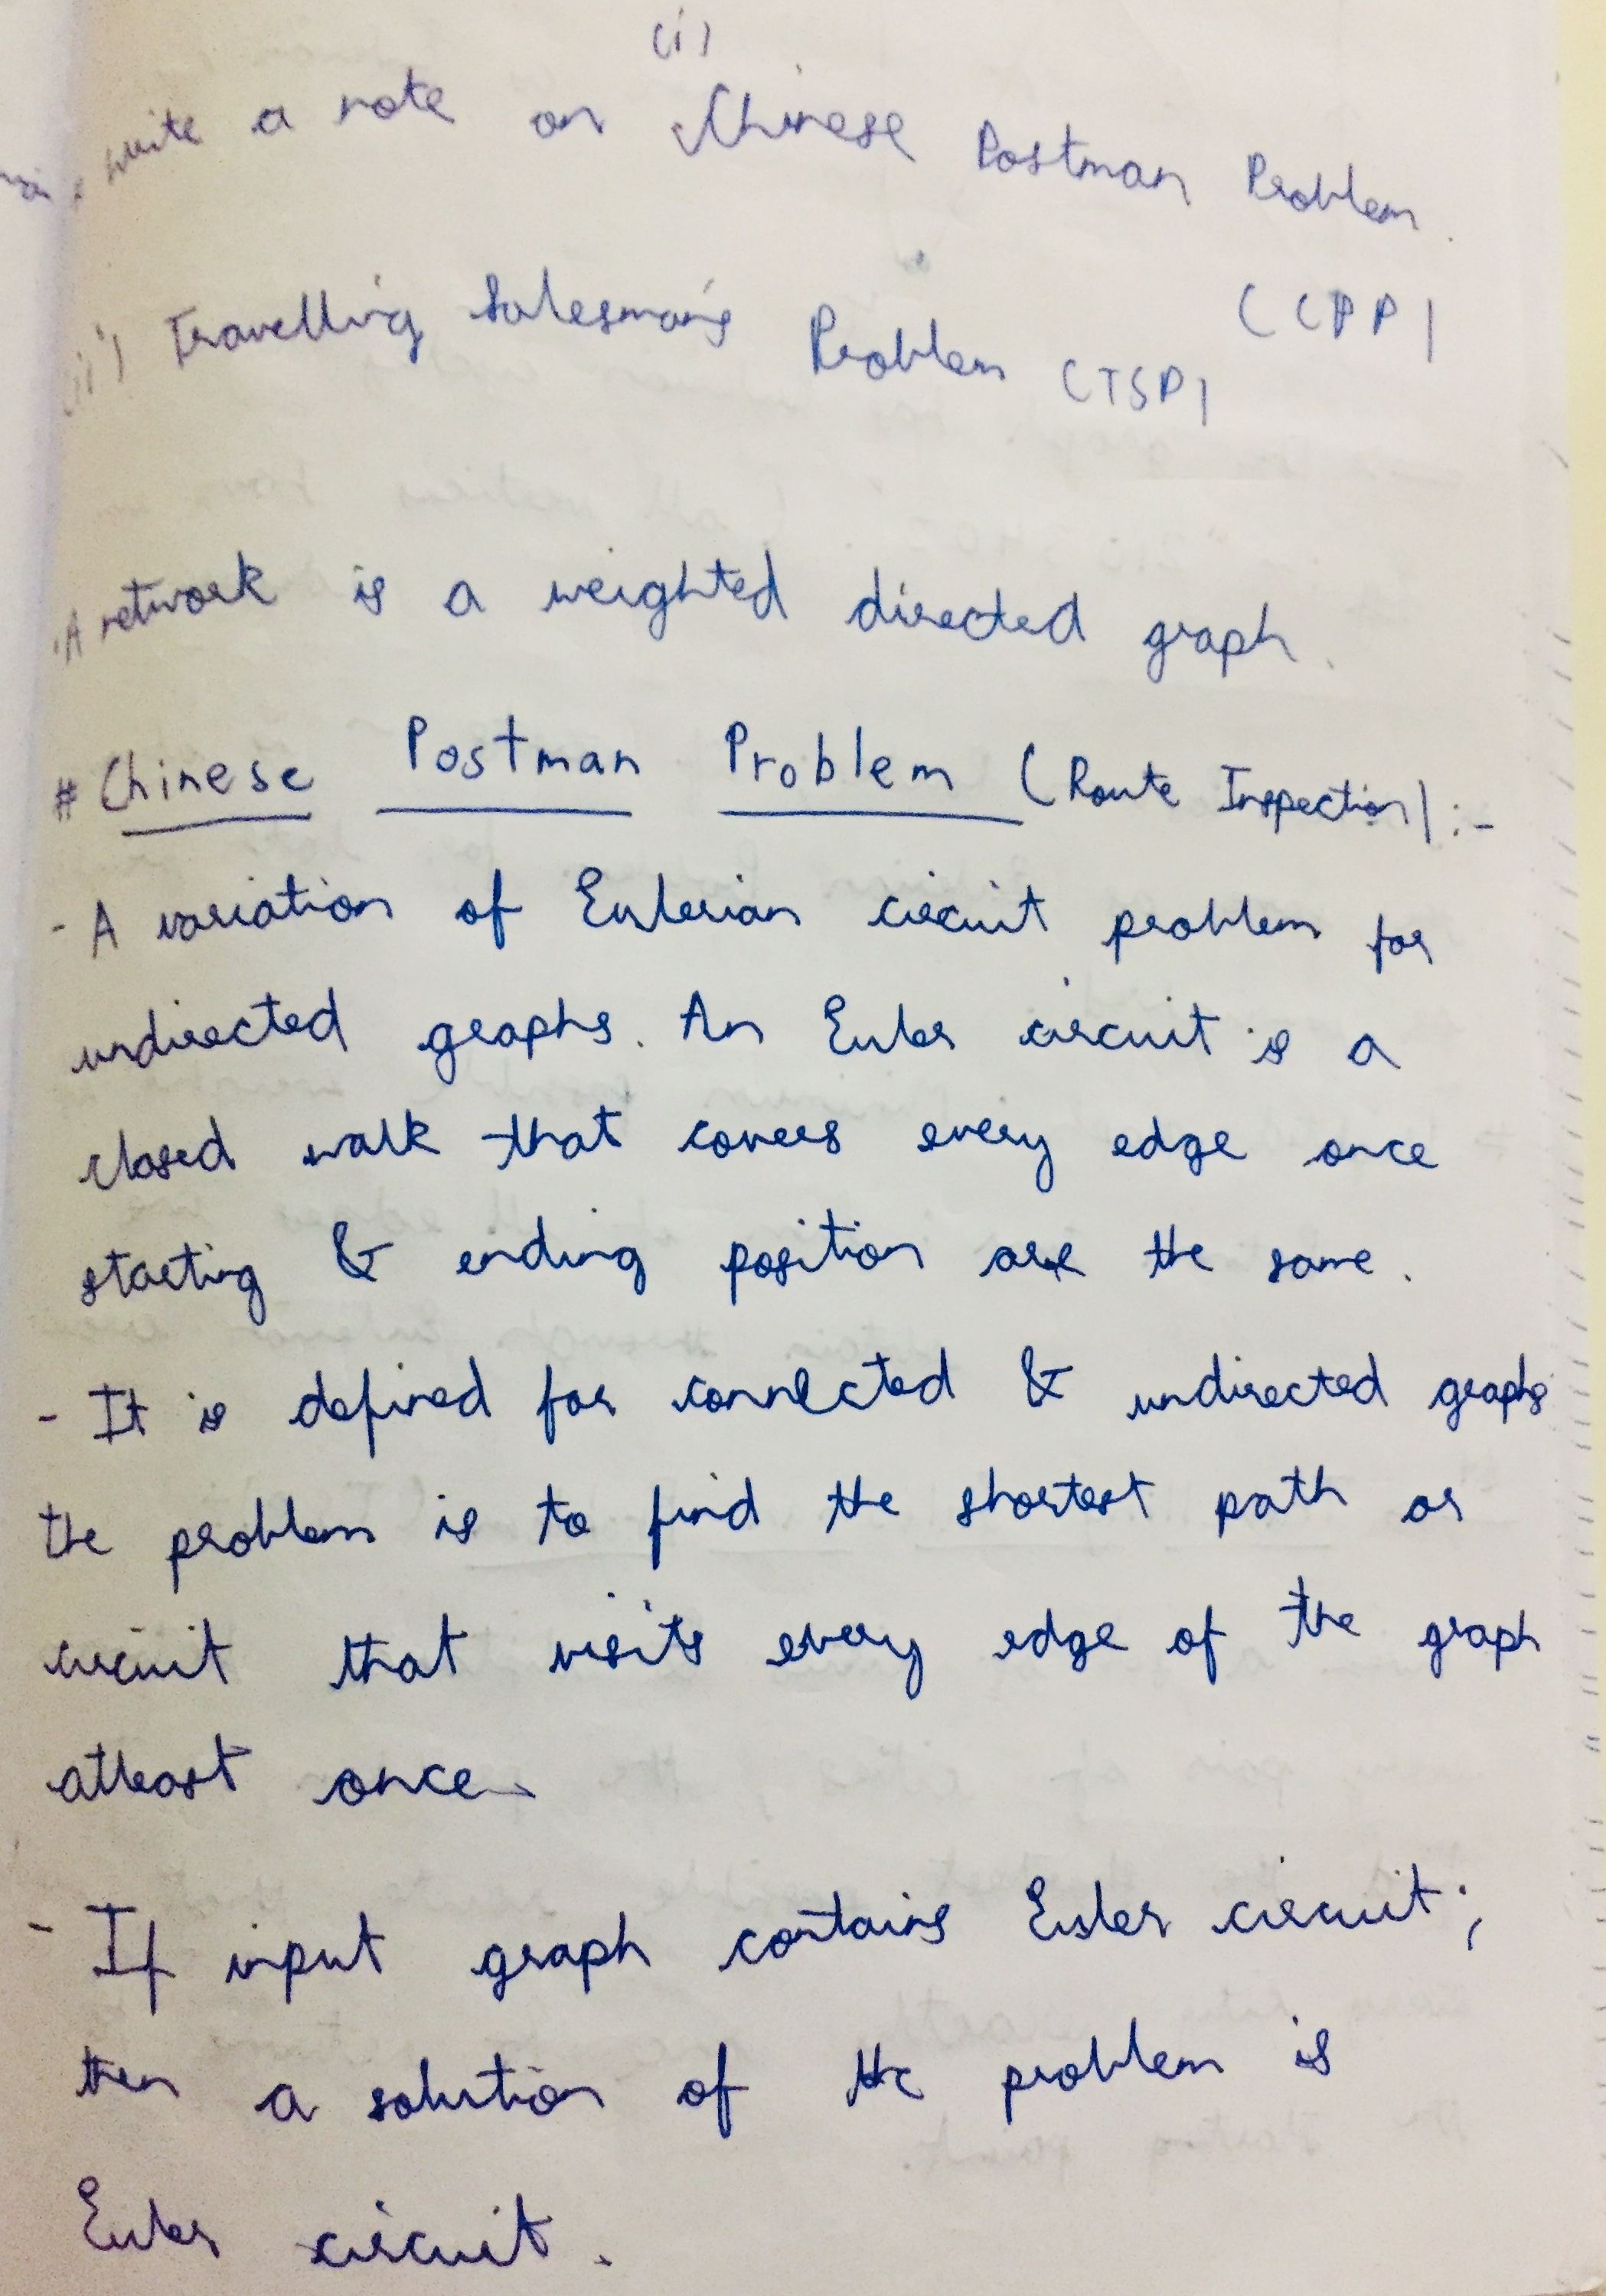 (i)
write a note on Chinese Postman Problem.
(CPP)
(ii) Travelling Salesman's Problem (TSP)
A network is a weighted directed graph.
# Chinese Postman Problem (Route Inspection) :-
- A variation of Eulerian circuit problem for
undirected graphs. An Euler circuit is a
closed walk that covers every edge once
starting & ending position are the same.
- It is defined for connected & undirected graphs
the problem is to find the shortest path or
circuit that visits every edge of the graph
atleast once.
- If input graph contains Euler circuit;
then a solution of the problem is
Euler circuit.